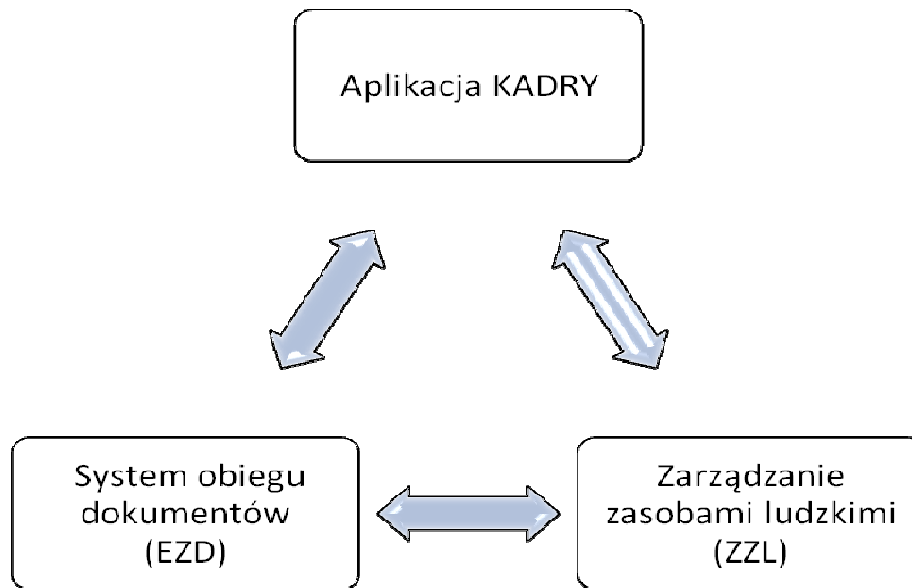 Aplikacja KADRY
System obiegu
dokumentów
(EZD)
Zarządzanie
zasobami ludzkimi
(ZZL)